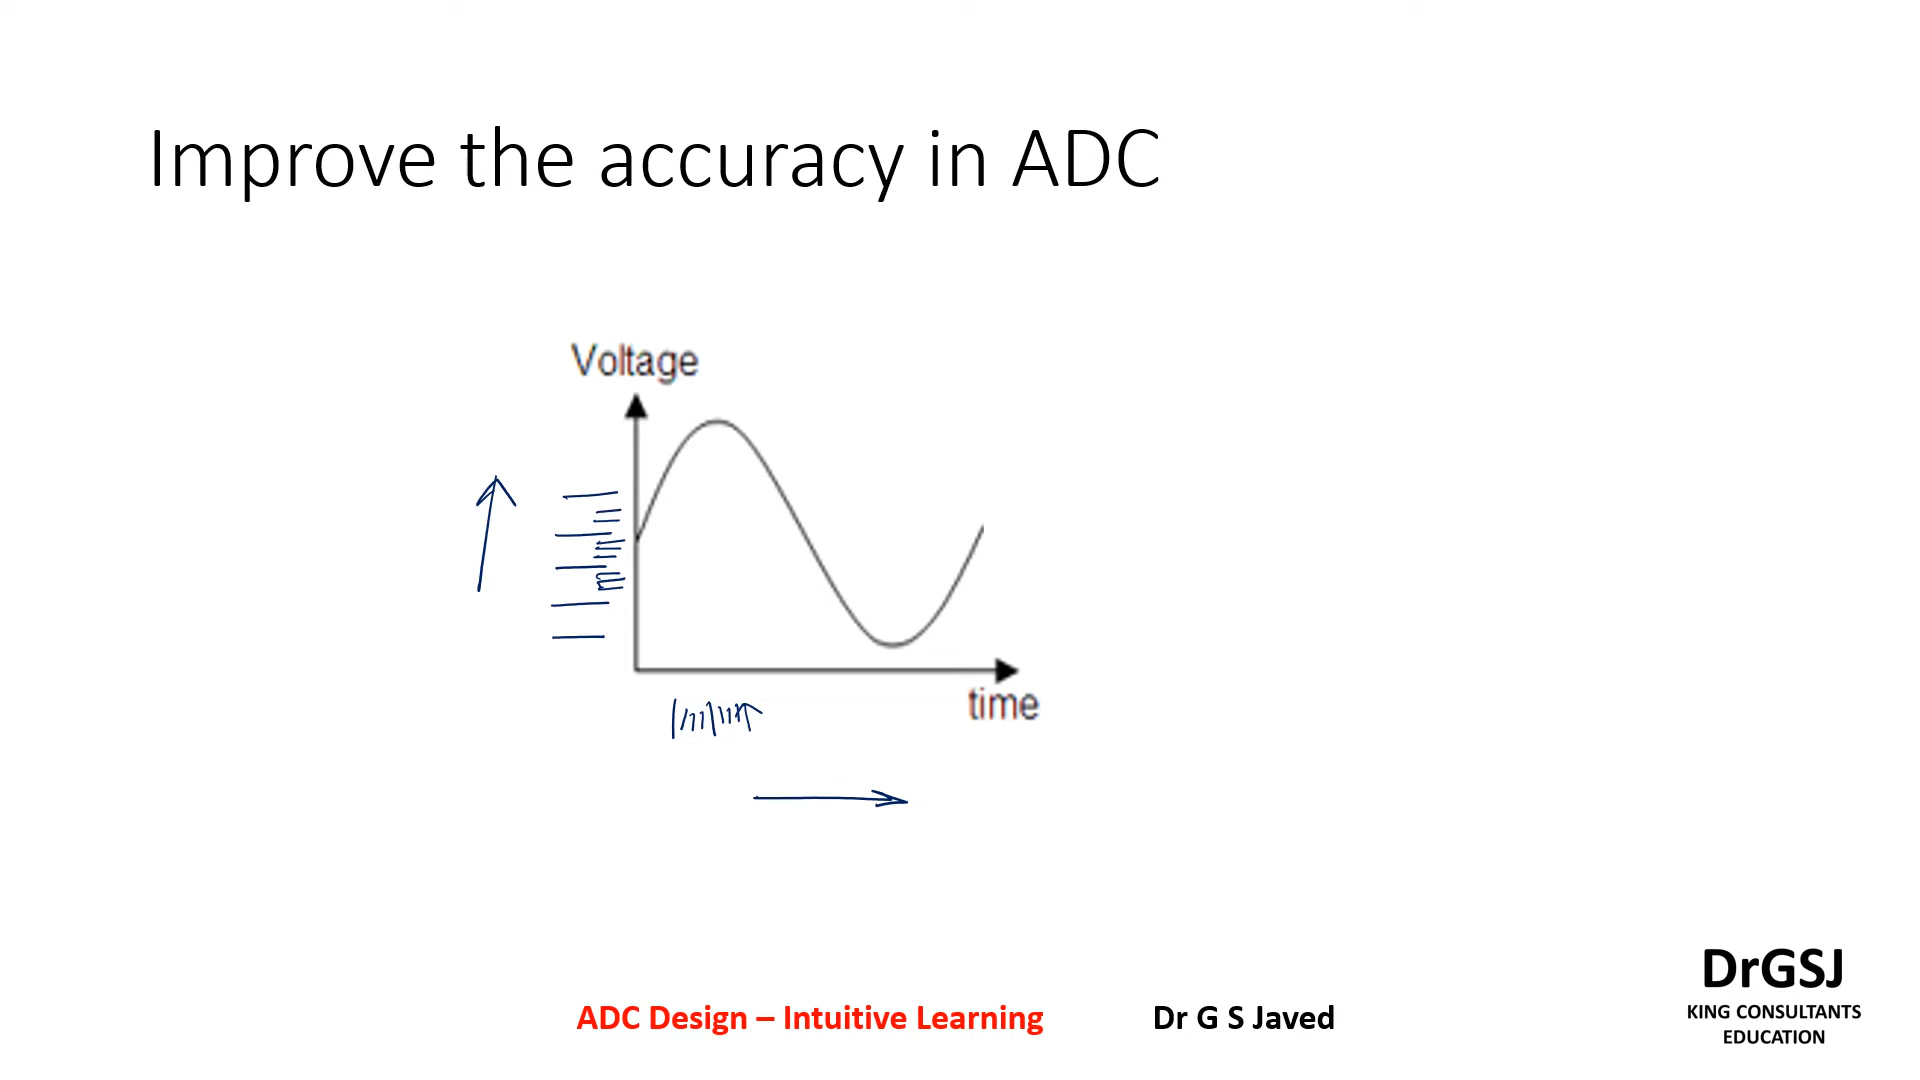 Improve the accuracy in ADC
Voltage
time
ADC Design – Intuitive Learning
Dr G S Javed
DrGSJ
KING CONSULTANTS
EDUCATION